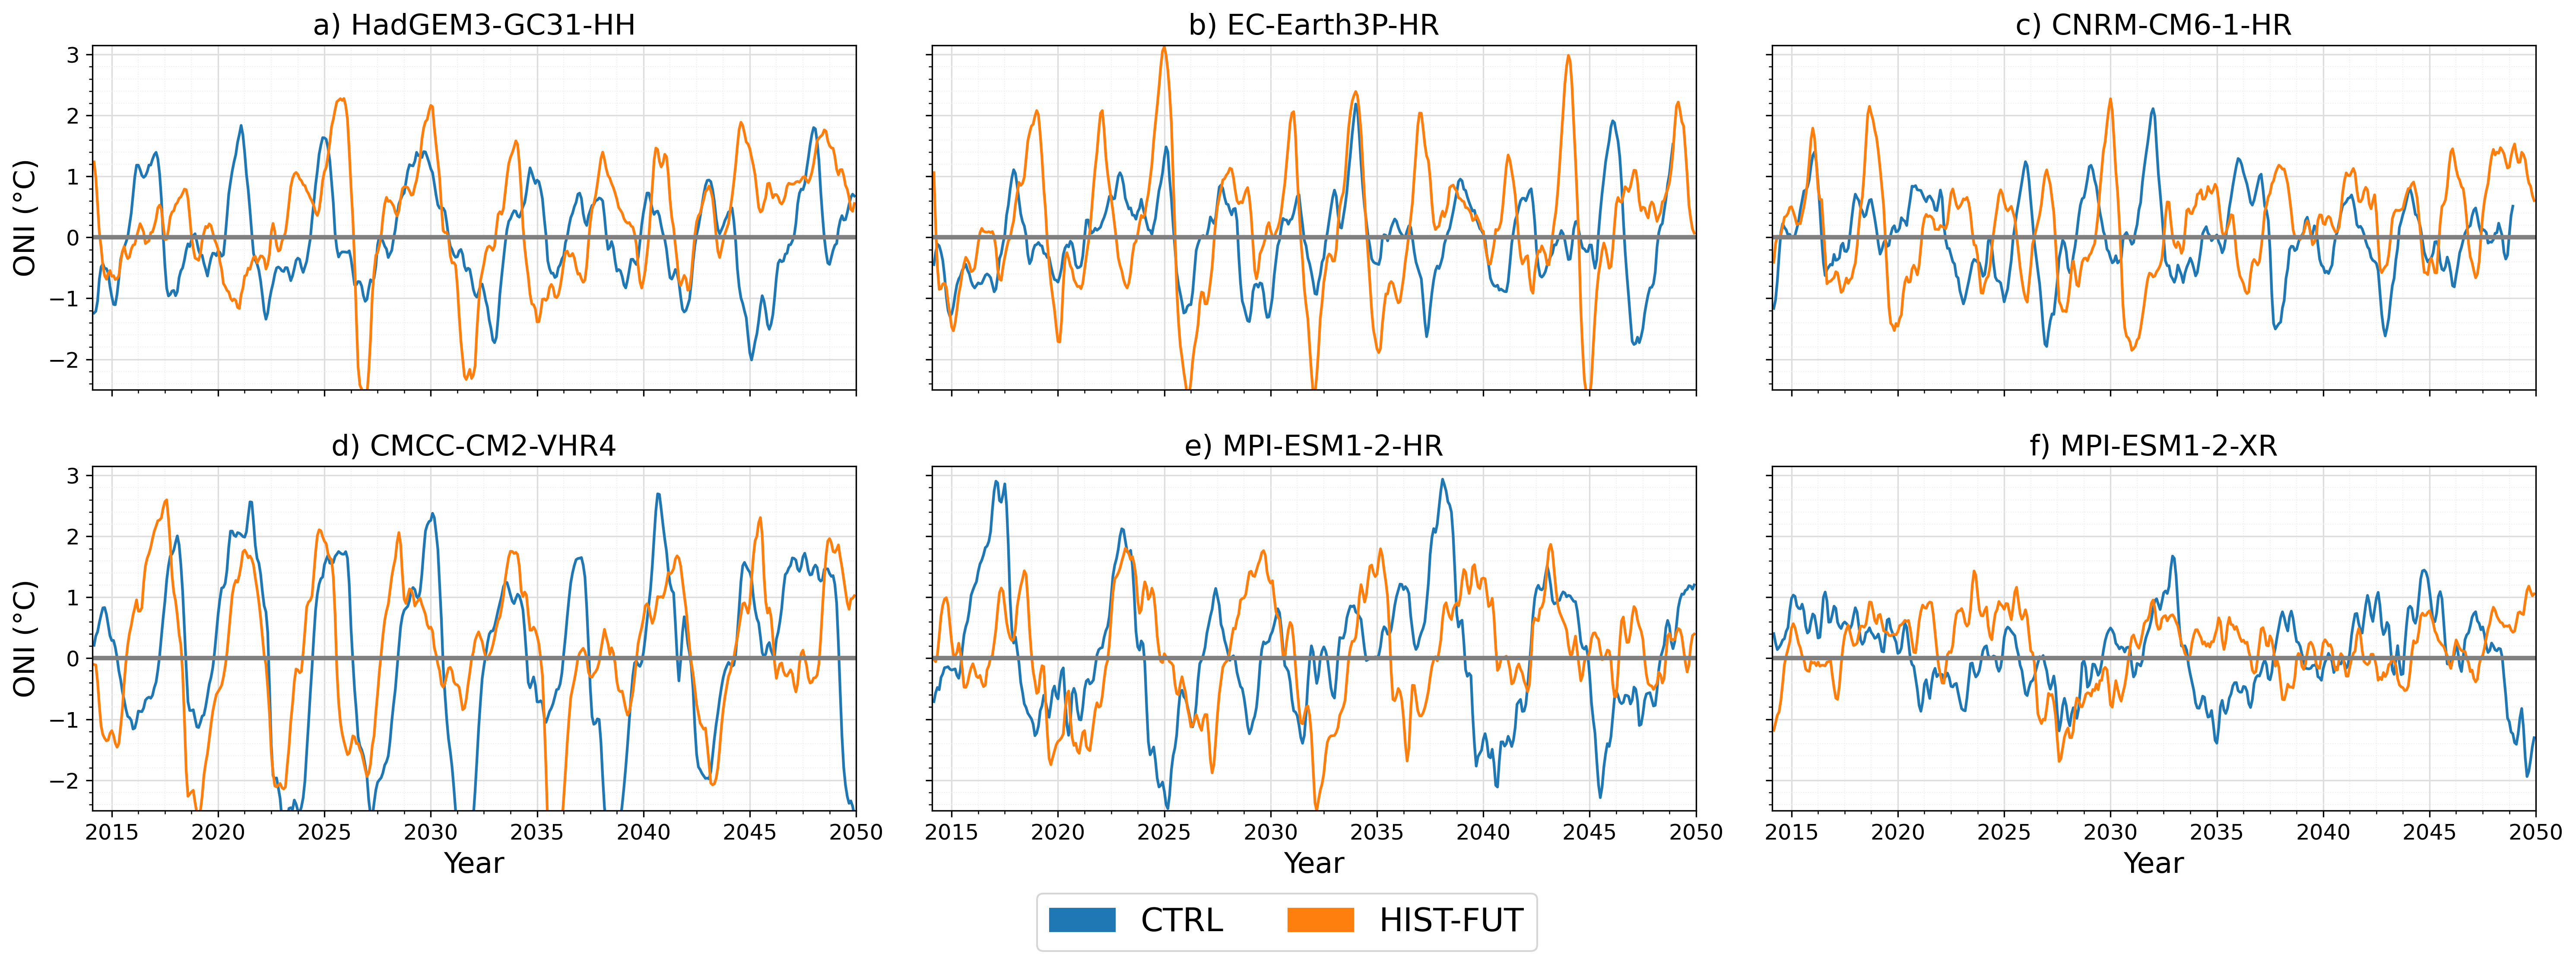 a) HadGEM3-GC31-HH
b) EC-Earth3P-HR
c) CNRM-CM6-1-HR
ONI (°C)
3
2
1
0
−1
−2
d) CMCC-CM2-VHR4
e) MPI-ESM1-2-HR
f) MPI-ESM1-2-XR
ONI (°C)
3
2
1
0
−1
−2
2015 2020 2025 2030 2035 2040 2045 2050
2015 2020 2025 2030 2035 2040 2045 2050
2015 2020 2025 2030 2035 2040 2045 2050
Year
Year
Year
CTRL
HIST-FUT